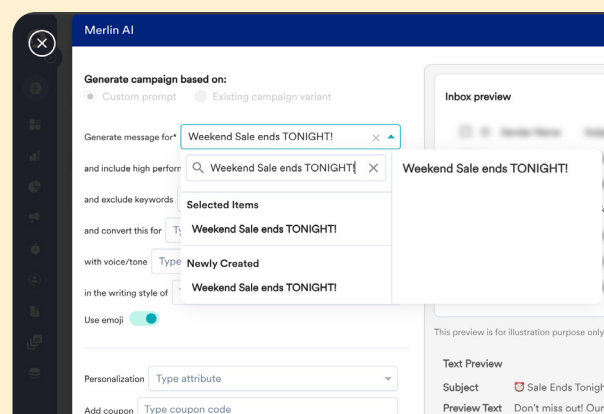 Merlin AI
Generate campaign based on:
Custom prompt Existing campaign variant
Generate message for* Weekend Sale ends TONIGHT!
and include high perform
Weekend Sale ends TONIGHT!
and exclude keywords
Selected Items
and convert this for Ty
Weekend Sale ends TONIGHT!
with voice/tone Type
Newly Created
in the writing style of
Weekend Sale ends TONIGHT!
Use emoji
Personalization Type attribute
Add coupon Type coupon code
Inbox preview
Weekend Sale ends TONIGHT!
This preview is for illustration purpose only
Text Preview
Subject ⏰ Sale Ends Tonigh
Preview Text Don't miss out! Our